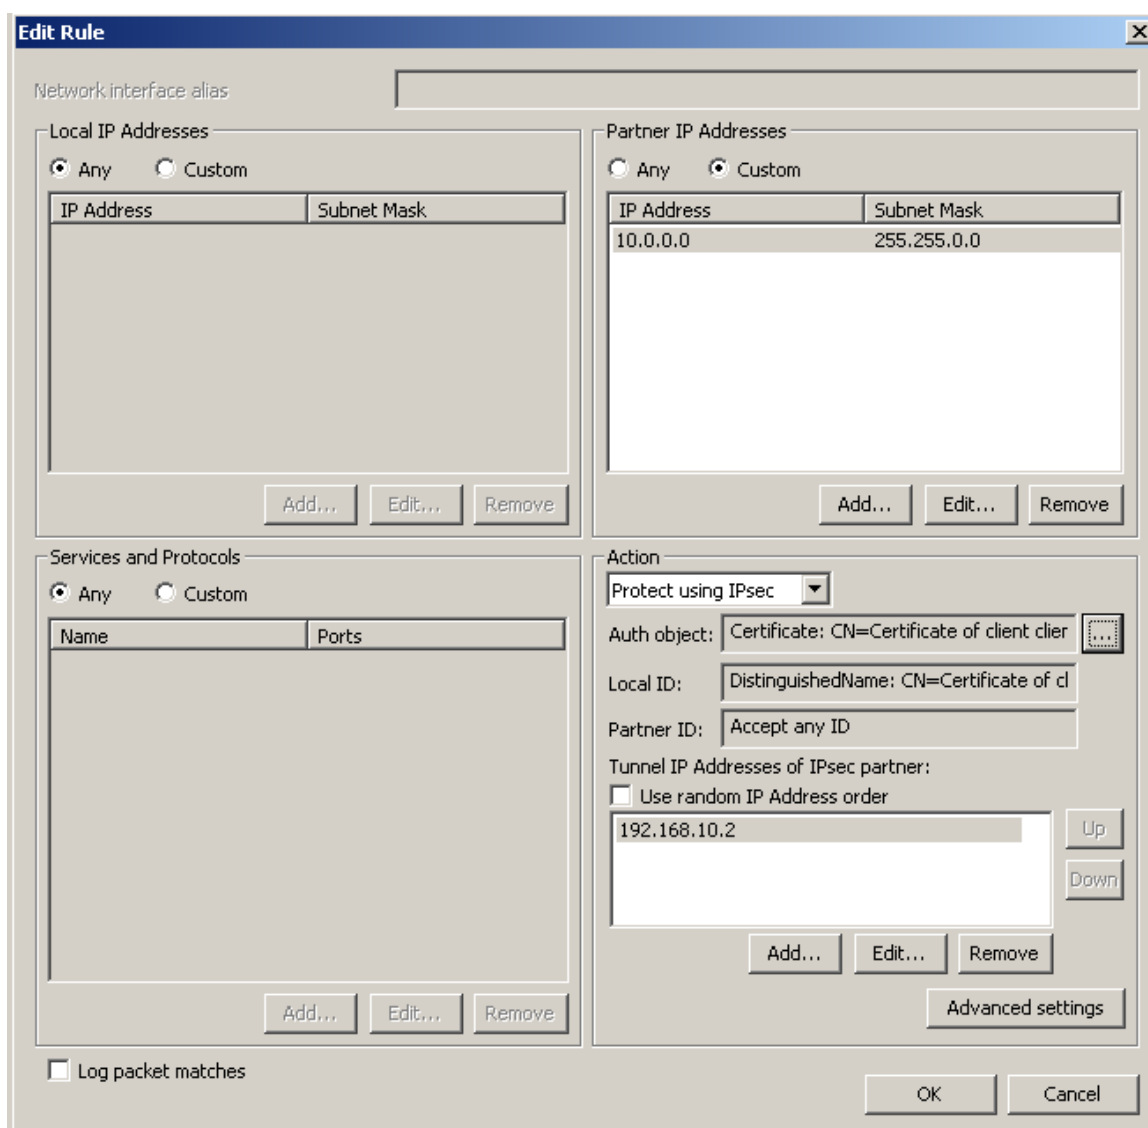 Edit Rule
Network interface alias
Local IP Addresses
Any Custom
IP Address Subnet Mask
Add... Edit... Remove
Partner IP Addresses
Any Custom
IP Address Subnet Mask
10.0.0.0 255.255.0.0
Add... Edit... Remove
Services and Protocols
Any Custom
Name Ports
Add... Edit... Remove
Action
Protect using IPsec
Auth object: Certificate: CN=Certificate of client clier ...
Local ID: DistinguishedName: CN=Certificate of cl
Partner ID: Accept any ID
Tunnel IP Addresses of IPsec partner:
Use random IP Address order
192.168.10.2
Up
Down
Add... Edit... Remove
Advanced settings
Log packet matches
OK Cancel